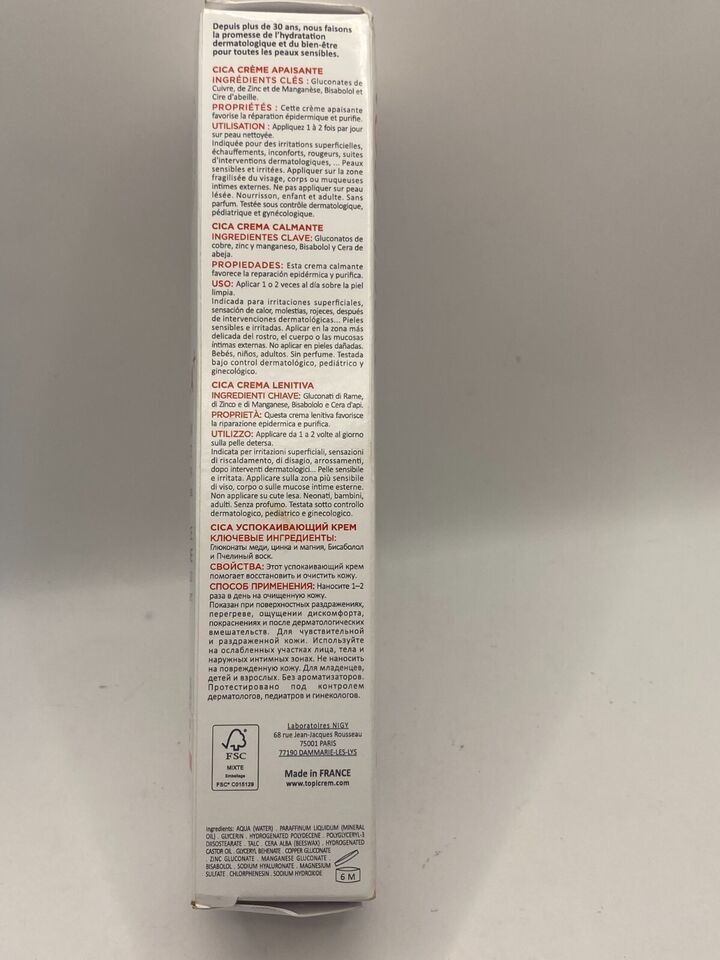 Depuis plus de 30 ans, nous faisons
la promesse de l'hydratation
dermatologique et du bien-être
pour toutes les peaux sensibles.
CICA CRÈME APAISANTE
INGRÉDIENTS CLÉS : Gluconates de
Cuivre, de Zinc et de Manganèse, Bisabolol et
Cire d'abeille.
PROPRIÉTÉS : Cette crème apaisante
favorise la réparation épidermique et purifie.
UTILISATION : Appliquez 1 à 2 fois par jour
sur peau nettoyée.
Indiquée pour des irritations superficielles,
échauffements, inconforts, rougeurs, suites
d'interventions dermatologiques, ... Peaux
sensibles et irritées. Appliquer sur la zone
fragilisée du visage, corps ou muqueuses
intimes externes. Ne pas appliquer sur peau
lésée. Nourrisson, enfant et adulte. Sans
parfum. Testée sous contrôle dermatologique,
pédiatrique et gynécologique.
CICA CREMA CALMANTE
INGREDIENTES CLAVE: Gluconatos de
cobre, zinc y manganeso, Bisabolol y Cera de
abeja.
PROPIEDADES: Esta crema calmante
favorece la reparación epidérmica y purifica.
USO: Aplicar 1 o 2 veces al día sobre la piel
limpia.
Indicada para irritaciones superficiales,
sensación de calor, molestias, rojeces, después
de intervenciones dermatológicas... Pieles
sensibles e irritadas. Aplicar en la zona más
delicada del rostro, el cuerpo o las mucosas
íntimas externas. No aplicar en pieles dañadas.
Bebés, niños, adultos. Sin perfume. Testada
bajo control dermatológico, pediátrico y
ginecológico.
CICA CREMA LENITIVA
INGREDIENTI CHIAVE: Gluconati di Rame,
di Zinco e di Manganese, Bisabololo e Cera d'api.
PROPRIETÀ: Questa crema lenitiva favorisce
la riparazione epidermica e purifica.
UTILIZZO: Applicare da 1 a 2 volte al giorno
sulla pelle detersa.
Indicata per irritazioni superficiali, sensazioni
di riscaldamento, di disagio, arrossamenti,
dopo interventi dermatologici... Pelle sensibile
e irritata. Applicare sulla zona più sensibile
di viso, corpo o sulle mucose intime esterne.
Non applicare su cute lesa. Neonati, bambini,
adulti. Senza profumo. Testata sotto controllo
dermatologico, pediatrico e ginecologico.
CICA УСПОКАИВАЮЩИЙ КРЕМ
КЛЮЧЕВЫЕ ИНГРЕДИЕНТЫ:
Глюконаты меди, цинка и магния, Бисаболол
и Пчелиный воск.
СВОЙСТВА: Этот успокаивающий крем
помогает восстановить и очистить кожу.
СПОСОБ ПРИМЕНЕНИЯ: Наносите 1–2
раза в день на очищенную кожу.
Показан при поверхностных раздражениях,
перегреве, ощущении дискомфорта,
покраснениях и после дерматологических
вмешательств. Для чувствительной
и раздраженной кожи. Используйте
на ослабленных участках лица, тела и
наружных интимных зонах. Не наносить
на поврежденную кожу. Для младенцев,
детей и взрослых. Без ароматизаторов.
Протестировано под контролем
дерматологов, педиатров и гинекологов.
FSC
MIXTE
Emballage
FSC® C015129
Laboratoires NIGY
68 rue Jean-Jacques Rousseau
75001 PARIS
77190 DAMMARIE-LES-LYS
Made in FRANCE
www.topicrem.com
Ingredients: AQUA (WATER) . PARAFFINUM LIQUIDUM (MINERAL
OIL) . GLYCERIN . HYDROGENATED POLYDECENE . POLYGLYCERYL-3
DIISOSTEARATE . TALC . CERA ALBA (BEESWAX) . HYDROGENATED
CASTOR OIL . GLYCERYL BEHENATE . COPPER GLUCONATE
. ZINC GLUCONATE . MANGANESE GLUCONATE .
BISABOLOL . SODIUM HYALURONATE . MAGNESIUM
SULFATE . CHLORPHENESIN . SODIUM HYDROXIDE
6 M